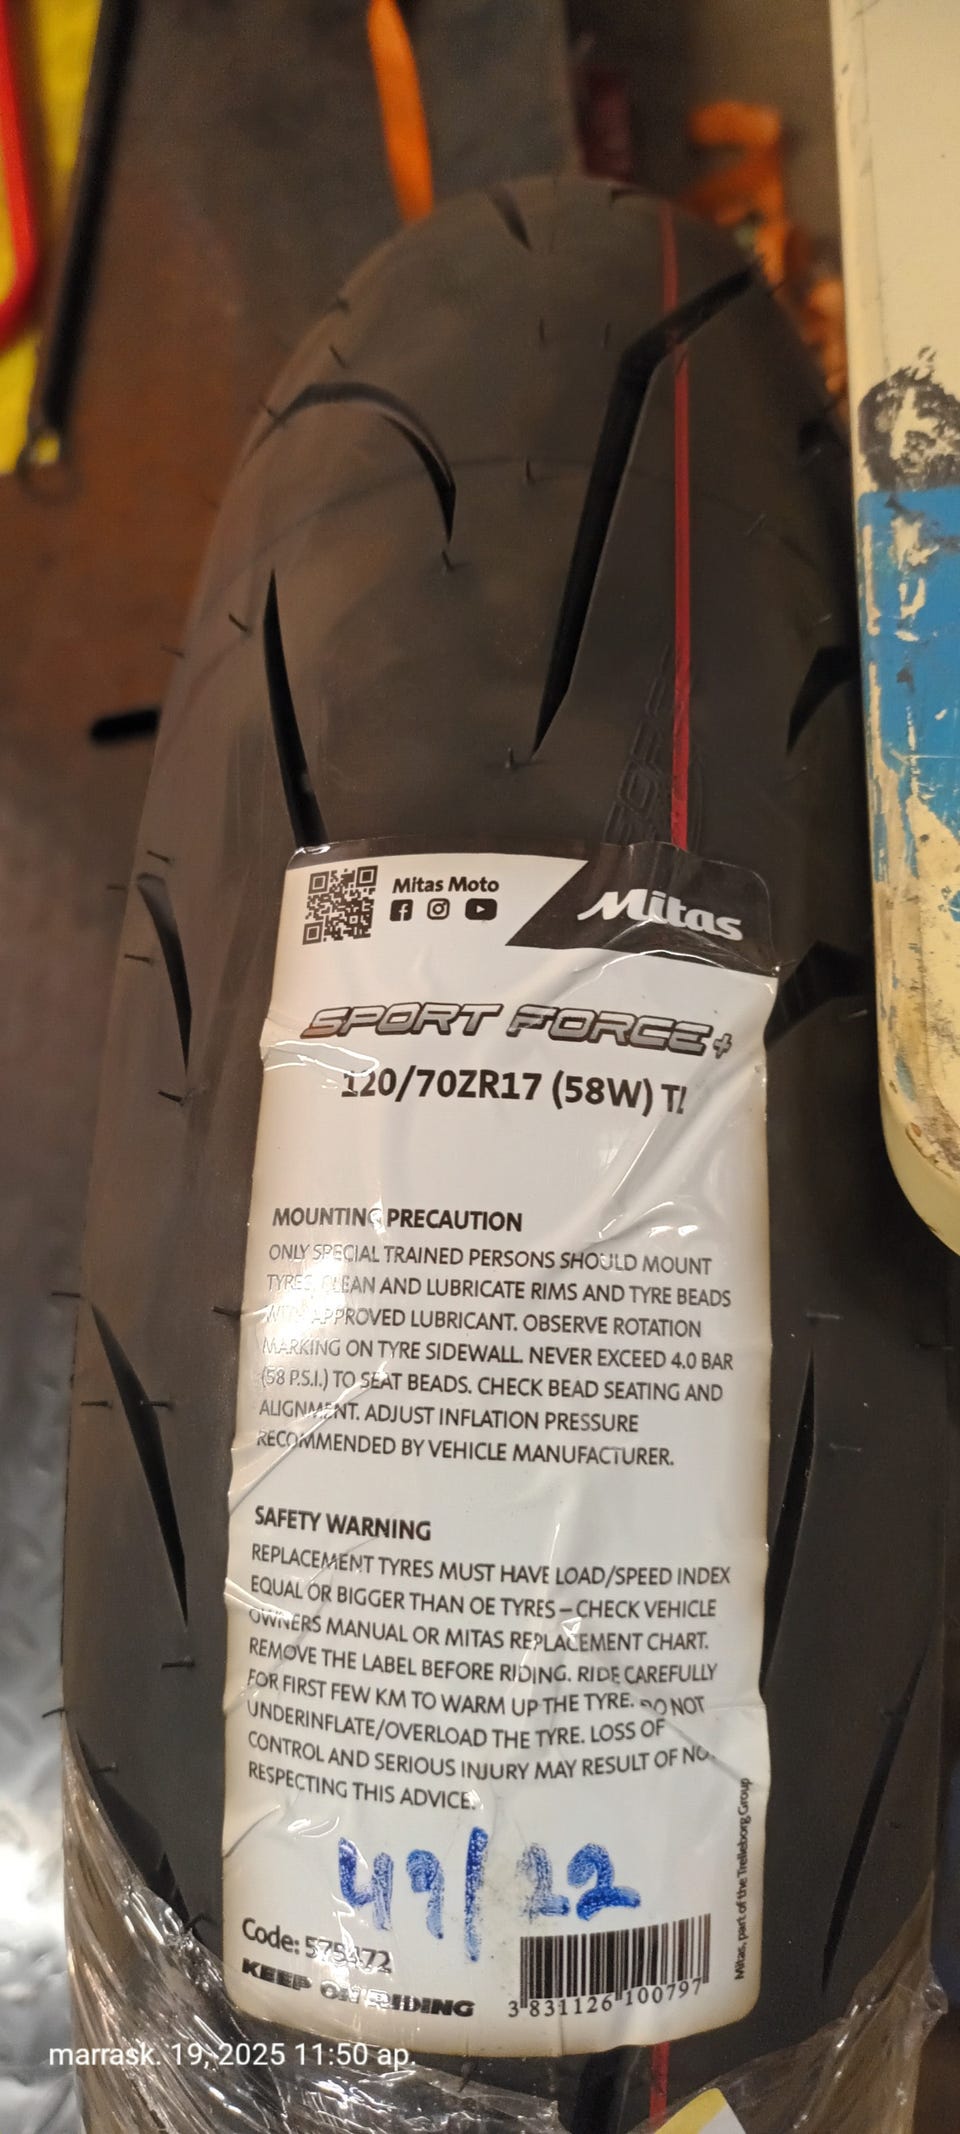 Mitas Moto
Mitas
SPORT FORCE+
120/70ZR17 (58W) TL
MOUNTING PRECAUTION
ONLY SPECIAL TRAINED PERSONS SHOULD MOUNT
TYRES. CLEAN AND LUBRICATE RIMS AND TYRE BEADS
WITH APPROVED LUBRICANT. OBSERVE ROTATION
MARKING ON TYRE SIDEWALL. NEVER EXCEED 4.0 BAR
(58 P.S.I.) TO SEAT BEADS. CHECK BEAD SEATING AND
ALIGNMENT. ADJUST INFLATION PRESSURE
RECOMMENDED BY VEHICLE MANUFACTURER.
SAFETY WARNING
REPLACEMENT TYRES MUST HAVE LOAD/SPEED INDEX
EQUAL OR BIGGER THAN OE TYRES – CHECK VEHICLE
OWNERS MANUAL OR MITAS REPLACEMENT CHART.
REMOVE THE LABEL BEFORE RIDING. RIDE CAREFULLY
FOR FIRST FEW KM TO WARM UP THE TYRE. DO NOT
UNDERINFLATE/OVERLOAD THE TYRE. LOSS OF
CONTROL AND SERIOUS INJURY MAY RESULT OF NOT
RESPECTING THIS ADVICE.
49/22
Code: 575472
KEEP ON RIDING
3 831126 100797
Mitas, part of the Trelleborg Group
marrask. 19, 2025 11:50 ap.